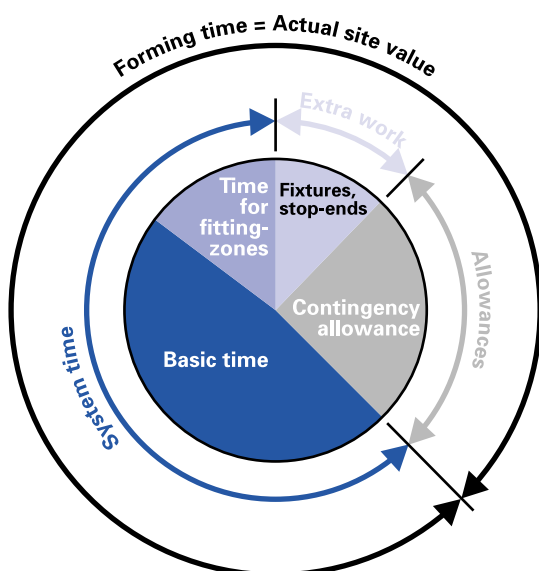 Forming time = Actual site value
Extra work
Time
for
fitting-
zones
Fixtures,
stop-ends
Contingency
allowance
Allowances
Basic time
System time